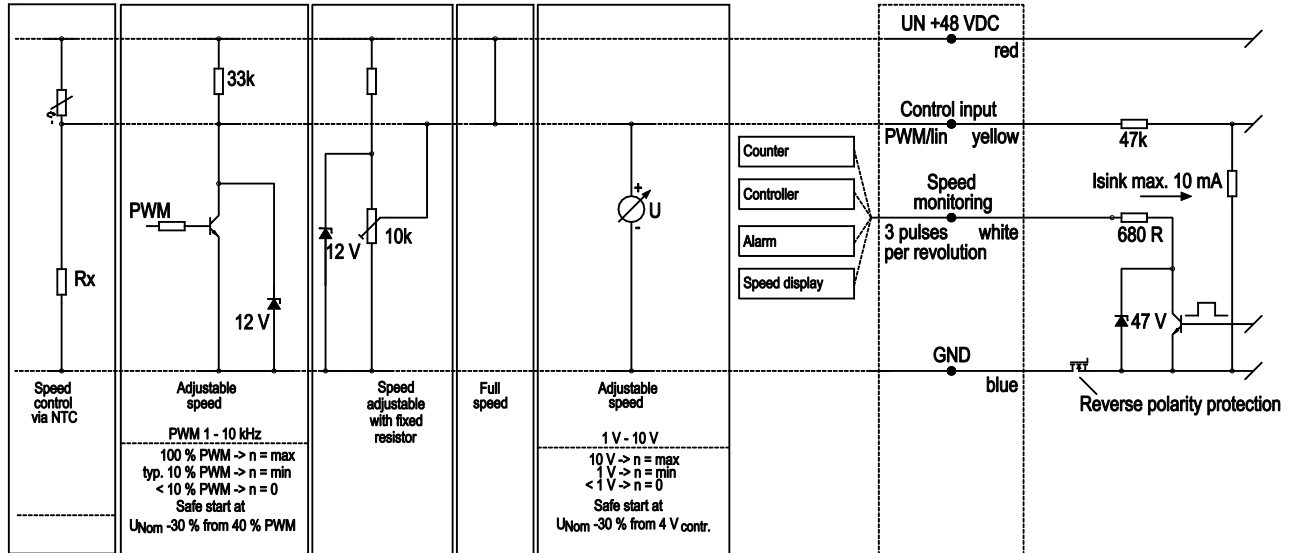 UN +48 VDC
red
33k
Control input
PWM/lin yellow
47k
Counter
Controller
Alarm
Speed display
Speed
monitoring
3 pulses white
per revolution
Isink max. 10 mA
680 R
PWM
U
+
-
10k
12 V
Rx
12 V
47 V
GND
blue
Reverse polarity protection
Speed
control
via NTC
Adjustable
speed
PWM 1 - 10 kHz
100 % PWM -> n = max
typ. 10 % PWM -> n = min
< 10 % PWM -> n = 0
Safe start at
UNom -30 % from 40 % PWM
Speed
adjustable
with fixed
resistor
Full
speed
Adjustable
speed
1 V - 10 V
10 V -> n = max
1 V -> n = min
< 1 V -> n = 0
Safe start at
UNom -30 % from 4 Vcontr.